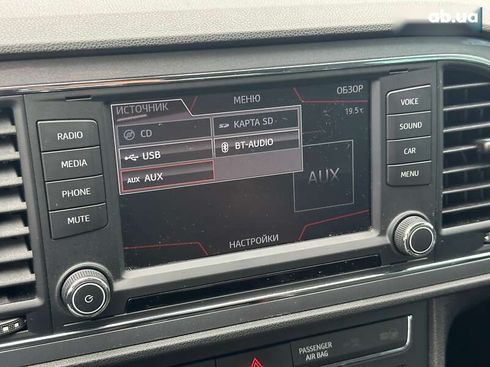 ab.ua
RADIO
MEDIA
PHONE
MUTE
ИСТОЧНИК
МЕНЮ
ОБЗОР
19.5°C
CD
КАРТА SD
USB
BT-AUDIO
AUX AUX
AUX
НАСТРОЙКИ
VOICE
SOUND
CAR
MENU
PASSENGER
AIR BAG